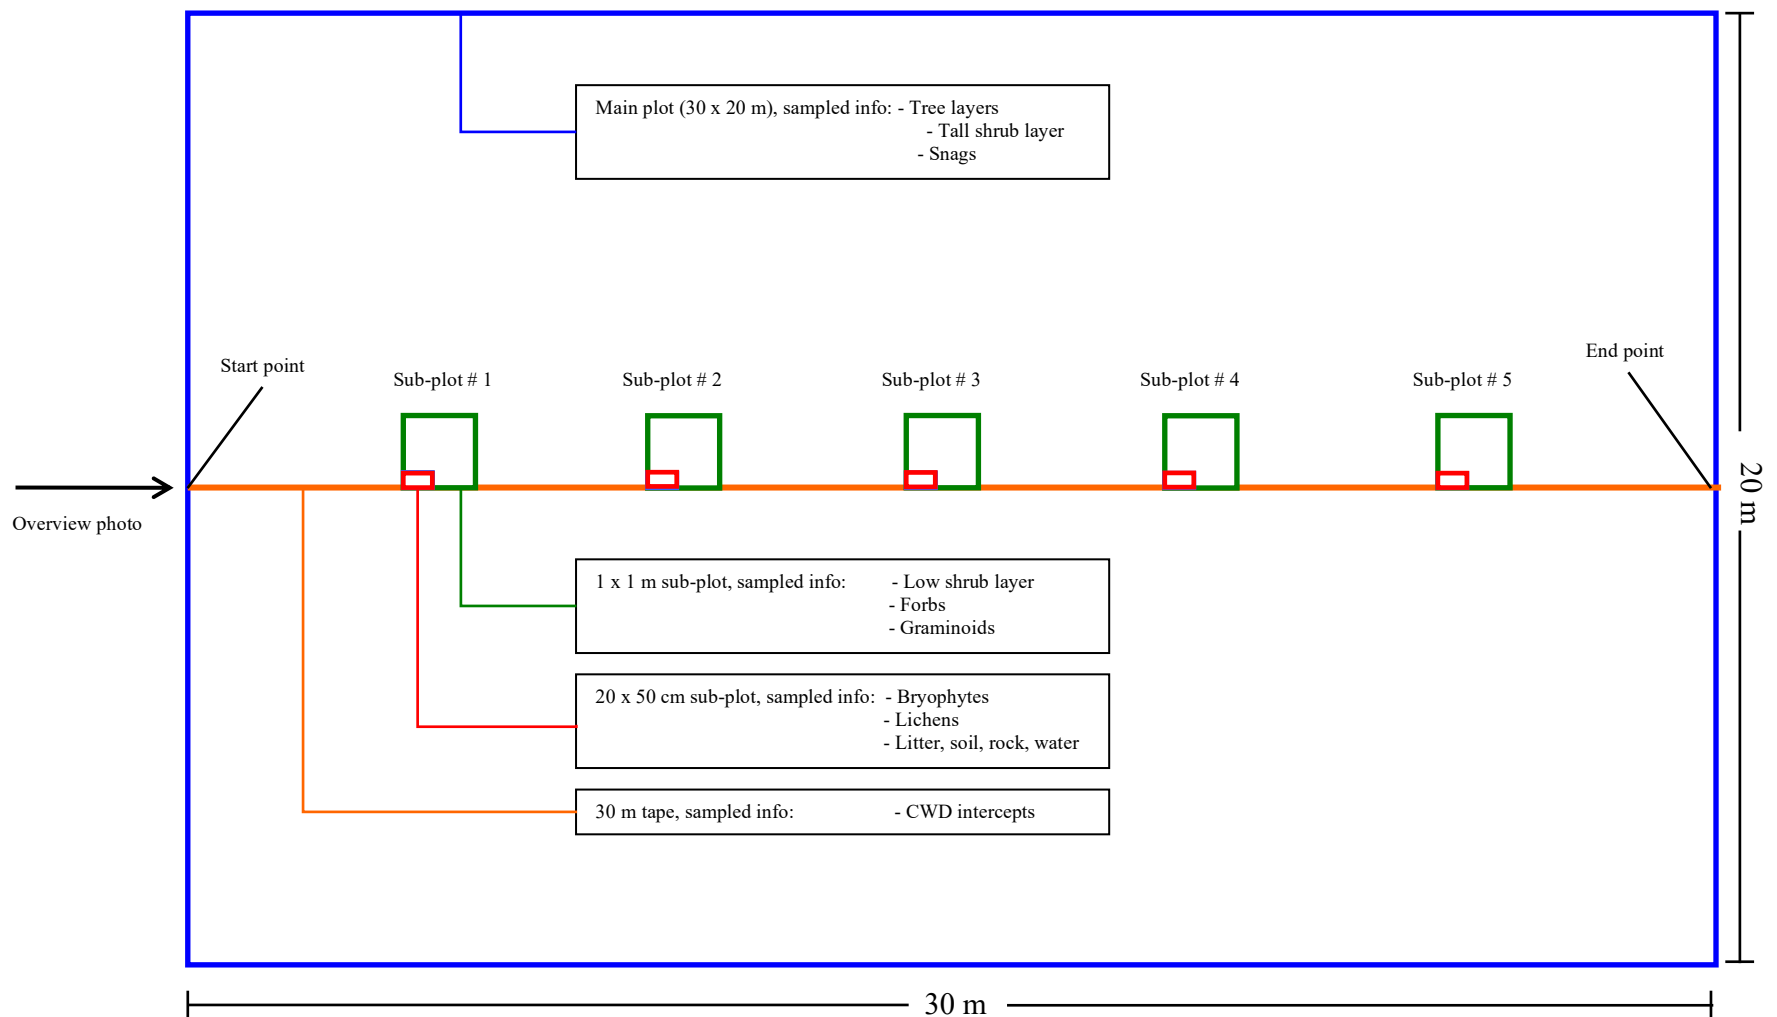 Main plot (30 x 20 m), sampled info: - Tree layers
- Tall shrub layer
- Snags
Start point
End point
Sub-plot # 1
Sub-plot # 2
Sub-plot # 3
Sub-plot # 4
Sub-plot # 5
20 m
Overview photo
1 x 1 m sub-plot, sampled info: - Low shrub layer
- Forbs
- Graminoids
20 x 50 cm sub-plot, sampled info: - Bryophytes
- Lichens
- Litter, soil, rock, water
30 m tape, sampled info: - CWD intercepts
30 m